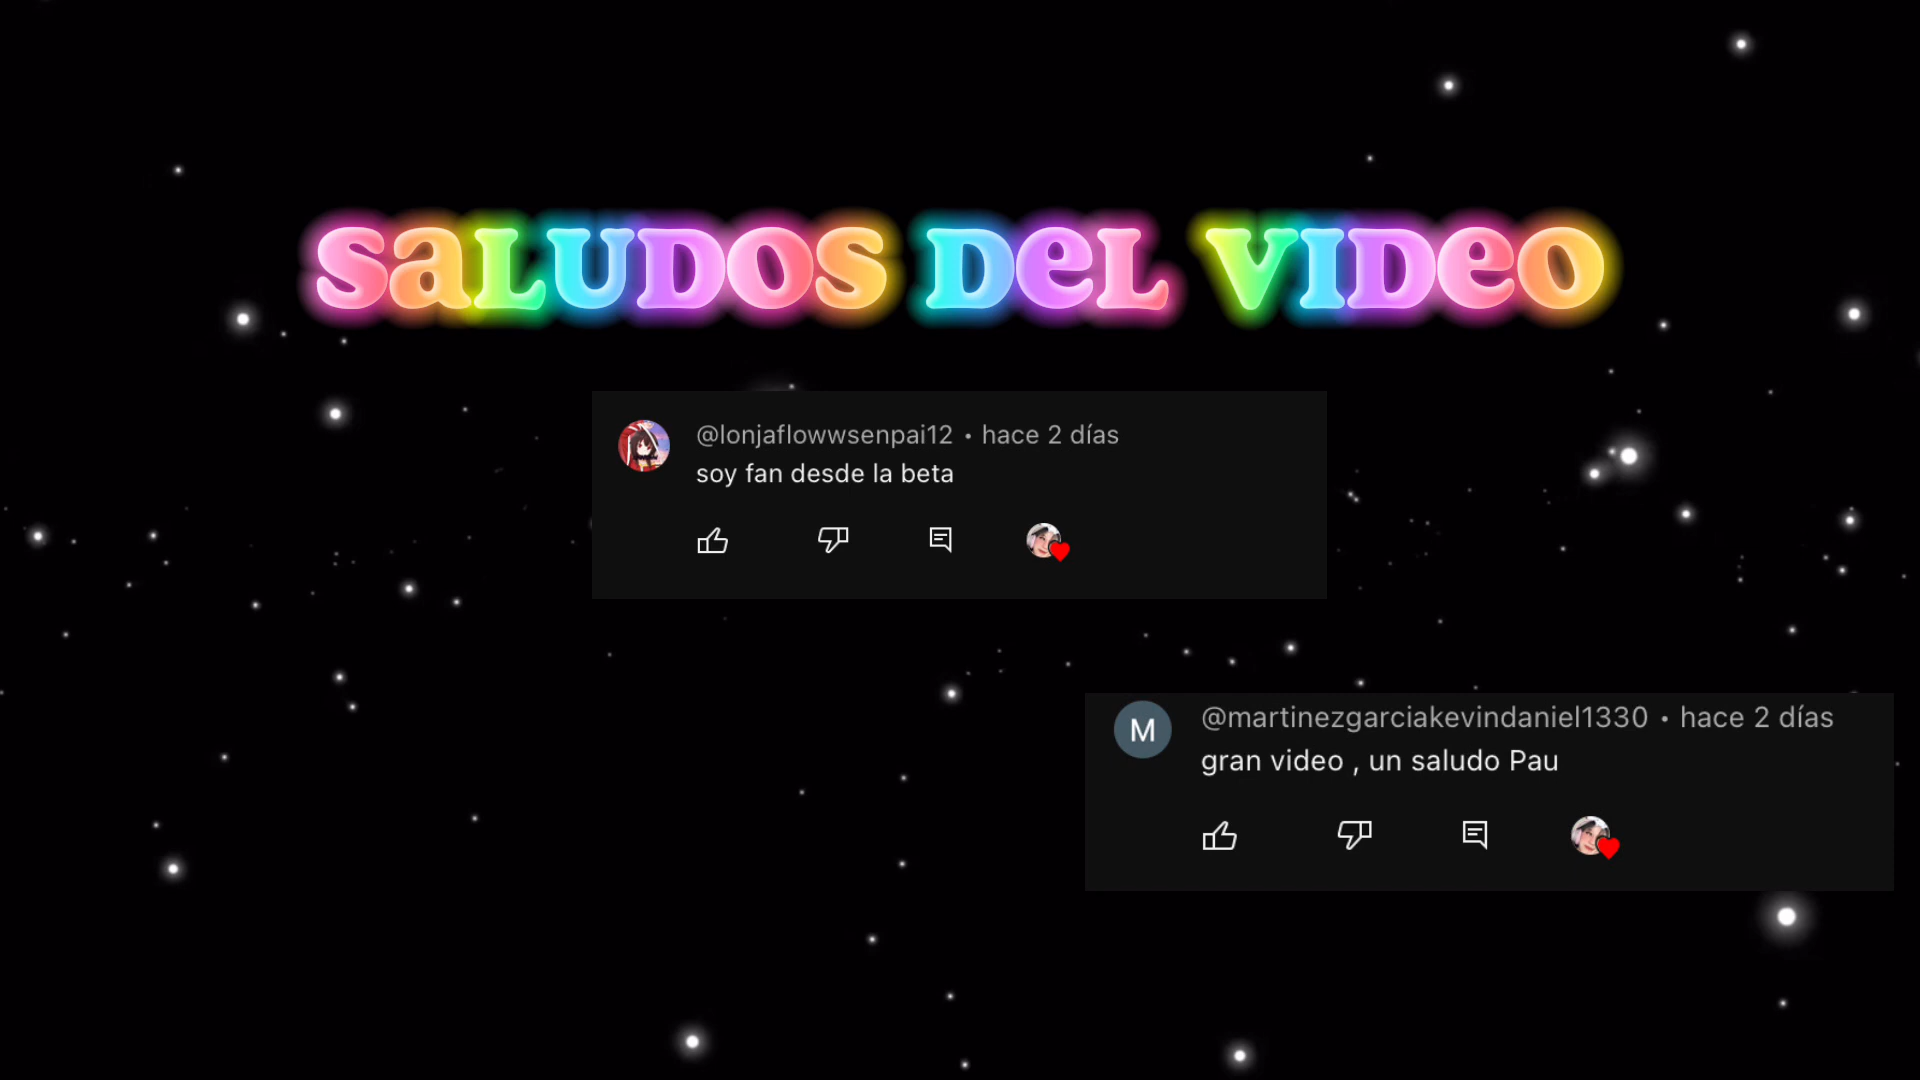 SaLUDOS Del VIDeO
@lonjaflowwsenpai12 • hace 2 días
soy fan desde la beta
M
@martinezgarciakevindaniel1330 • hace 2 días
gran video , un saludo Pau